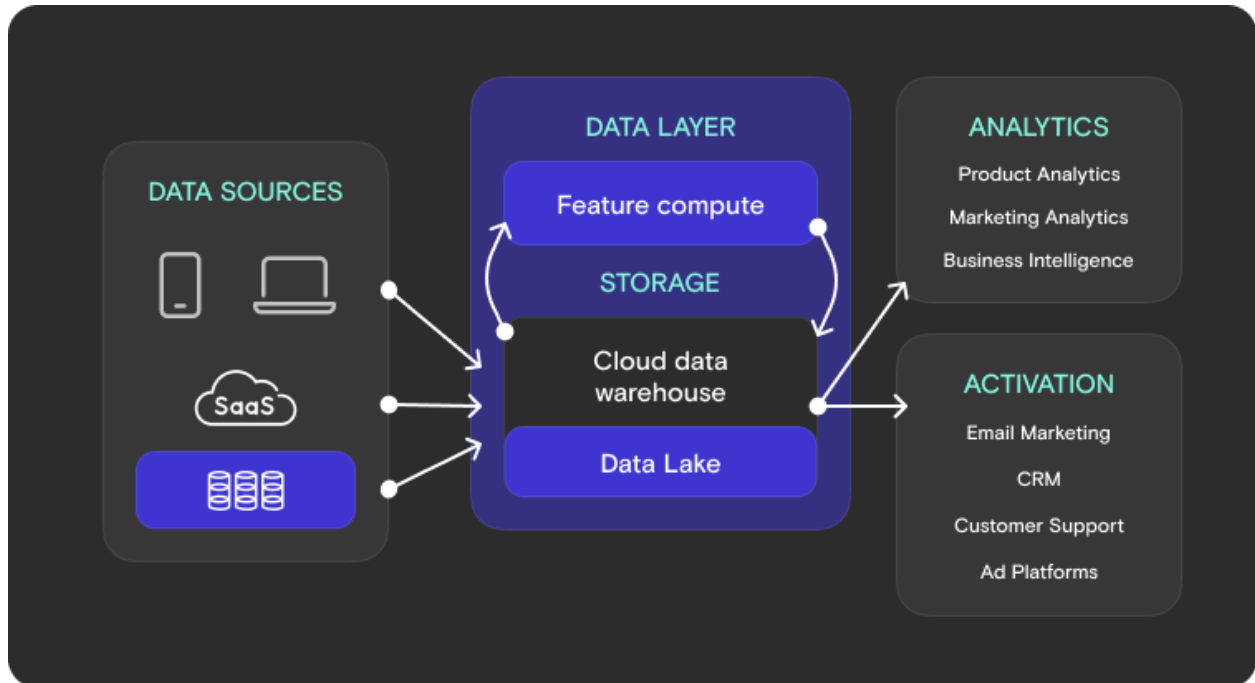 DATA SOURCES
SaaS
DATA LAYER
Feature compute
STORAGE
Cloud data
warehouse
Data Lake
ANALYTICS
Product Analytics
Marketing Analytics
Business Intelligence
ACTIVATION
Email Marketing
CRM
Customer Support
Ad Platforms